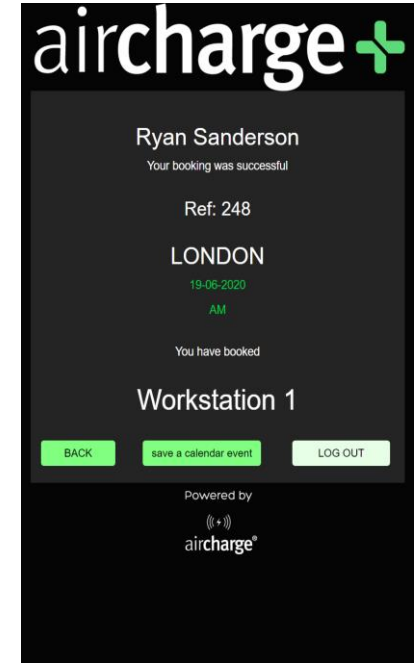 aircharge
Ryan Sanderson
Your booking was successful
Ref: 248
LONDON
19-06-2020
AM
You have booked
Workstation 1
BACK
save a calendar event
LOG OUT
Powered by
aircharge®